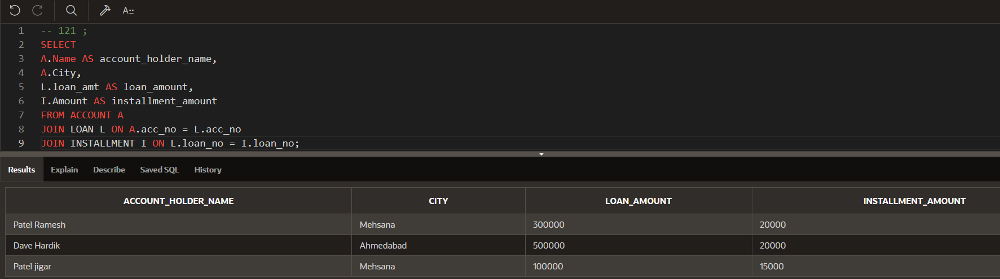 A
1 -- 121 ;
2 SELECT
3 A.Name AS account_holder_name,
4 A.City,
5 L.loan_amt AS loan_amount,
6 I.Amount AS installment_amount
7 FROM ACCOUNT A
8 JOIN LOAN L ON A.acc_no = L.acc_no
9 JOIN INSTALLMENT I ON L.loan_no = I.loan_no;
Results Explain Describe Saved SQL History
ACCOUNT_HOLDER_NAME CITY LOAN_AMOUNT INSTALLMENT_AMOUNT
Patel Ramesh Mehsana 300000 20000
Dave Hardik Ahmedabad 500000 20000
Patel jigar Mehsana 100000 15000